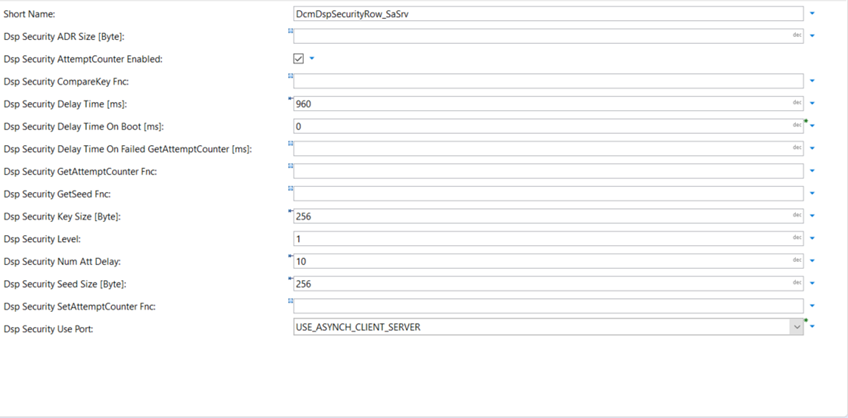 Short Name: DcmDspSecurityRow_SaSrv
Dsp Security ADR Size [Byte]: dec
Dsp Security AttemptCounter Enabled:
Dsp Security CompareKey Fnc:
Dsp Security Delay Time [ms]: 960 dec
Dsp Security Delay Time On Boot [ms]: 0 dec
Dsp Security Delay Time On Failed GetAttemptCounter [ms]: dec
Dsp Security GetAttemptCounter Fnc:
Dsp Security GetSeed Fnc:
Dsp Security Key Size [Byte]: 256 dec
Dsp Security Level: 1 dec
Dsp Security Num Att Delay: 10 dec
Dsp Security Seed Size [Byte]: 256 dec
Dsp Security SetAttemptCounter Fnc:
Dsp Security Use Port: USE_ASYNCH_CLIENT_SERVER